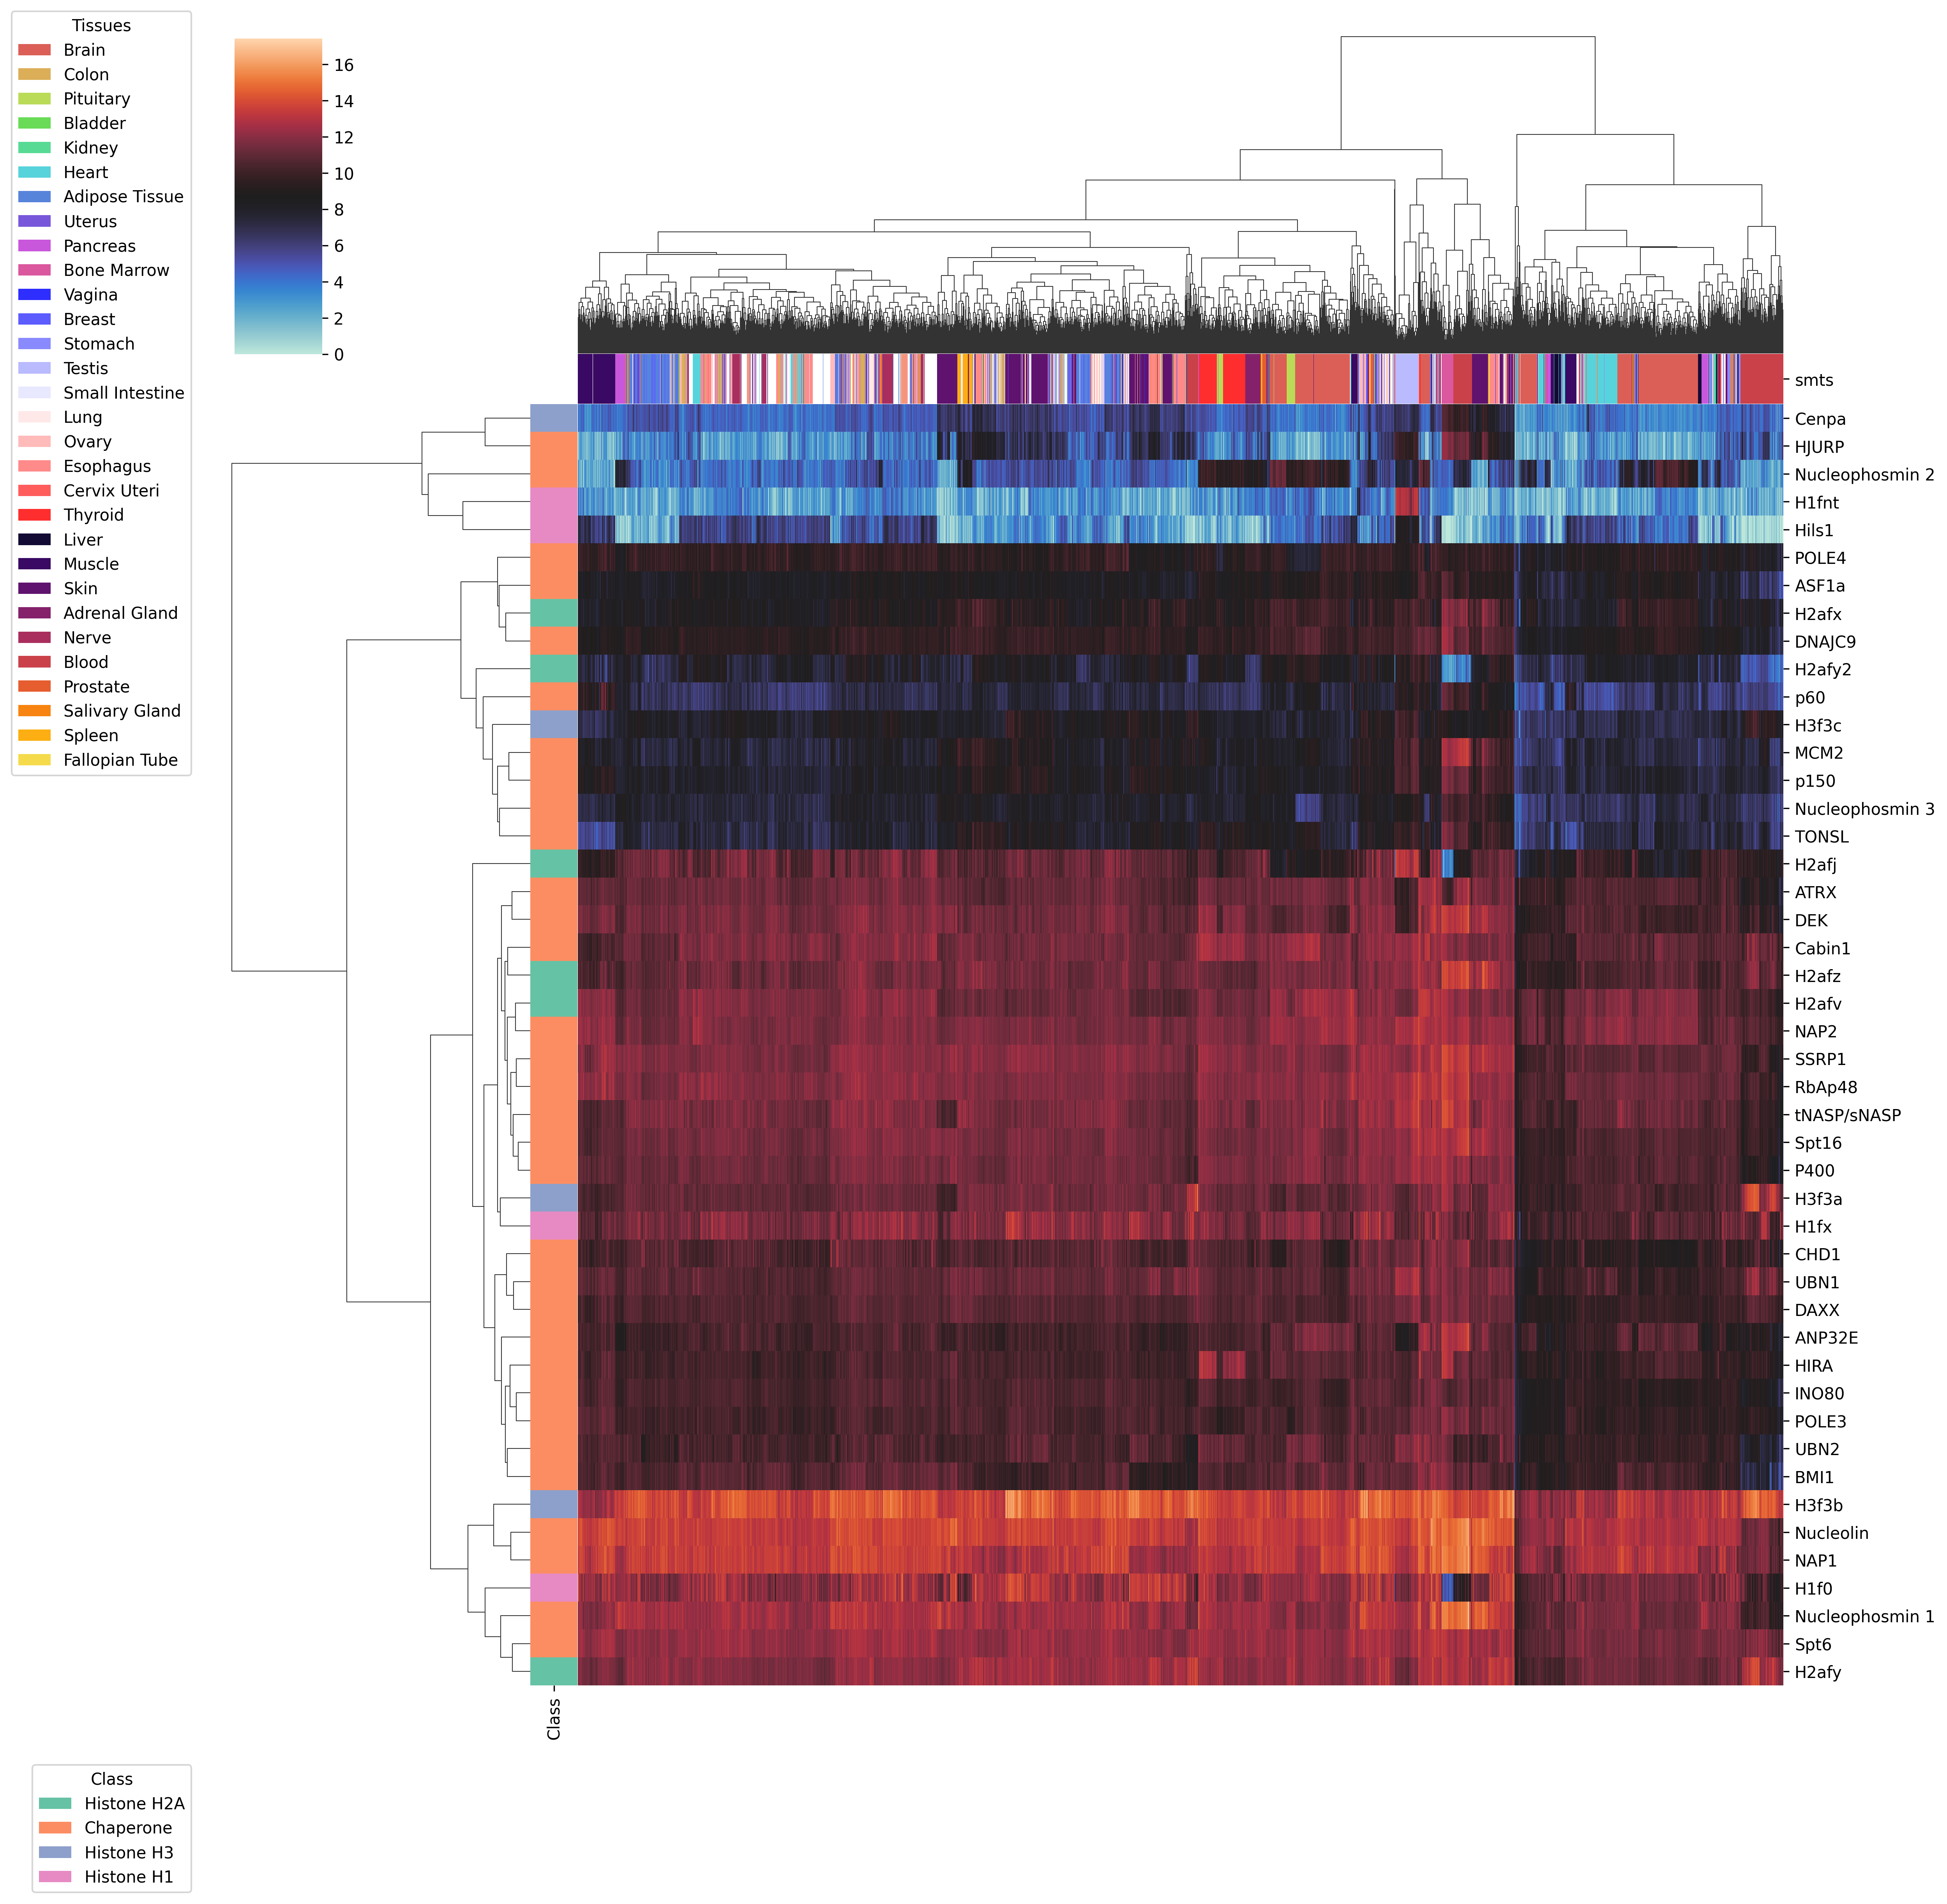 Tissues
Brain
Colon
Pituitary
Bladder
Kidney
Heart
Adipose Tissue
Uterus
Pancreas
Bone Marrow
Vagina
Breast
Stomach
Testis
Small Intestine
Lung
Ovary
Esophagus
Cervix Uteri
Thyroid
Liver
Muscle
Skin
Adrenal Gland
Nerve
Blood
Prostate
Salivary Gland
Spleen
Fallopian Tube
16
14
12
10
8
6
4
2
0
smts
Cenpa
HJURP
Nucleophosmin 2
H1fnt
Hils1
POLE4
ASF1a
H2afx
DNAJC9
H2afy2
p60
H3f3c
MCM2
p150
Nucleophosmin 3
TONSL
H2afj
ATRX
DEK
Cabin1
H2afz
H2afv
NAP2
SSRP1
RbAp48
tNASP/sNASP
Spt16
P400
H3f3a
H1fx
CHD1
UBN1
DAXX
ANP32E
HIRA
INO80
POLE3
UBN2
BMI1
H3f3b
Nucleolin
NAP1
H1f0
Nucleophosmin 1
Spt6
H2afy
Class
Class
Histone H2A
Chaperone
Histone H3
Histone H1